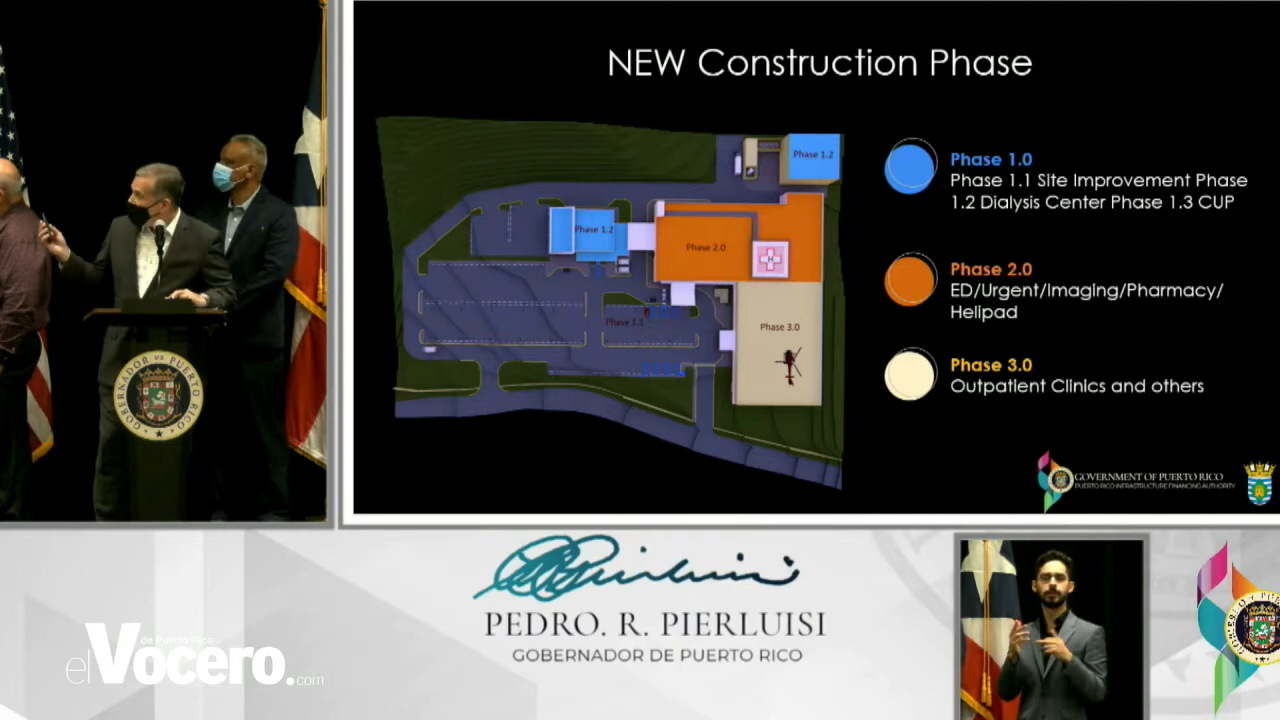 NEW Construction Phase
Phase 1.2
Phase 1.2
Phase 2.0
Phase 3.0
Phase 1.0
Phase 1.1 Site Improvement Phase
1.2 Dialysis Center Phase 1.3 CUP
Phase 2.0
ED/Urgent/Imaging/Pharmacy/
Helipad
Phase 3.0
Outpatient Clinics and others
GOVERNMENT OF PUERTO RICO
PUERTO RICO INFRASTRUCTURE FINANCING AUTHORITY
GOBERNADOR DE PUERTO RICO
PEDRO. R. PIERLUISI
GOBERNADOR DE PUERTO RICO
de Puerto Rico
elVocero.com